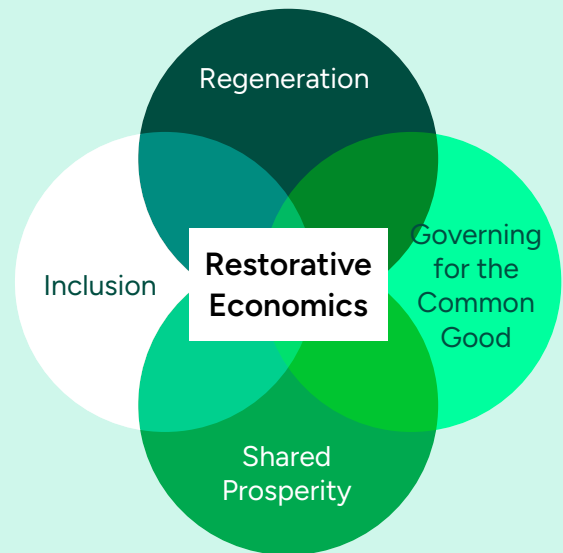 Regeneration
Inclusion
Restorative
Economics
Governing
for the
Common
Good
Shared
Prosperity